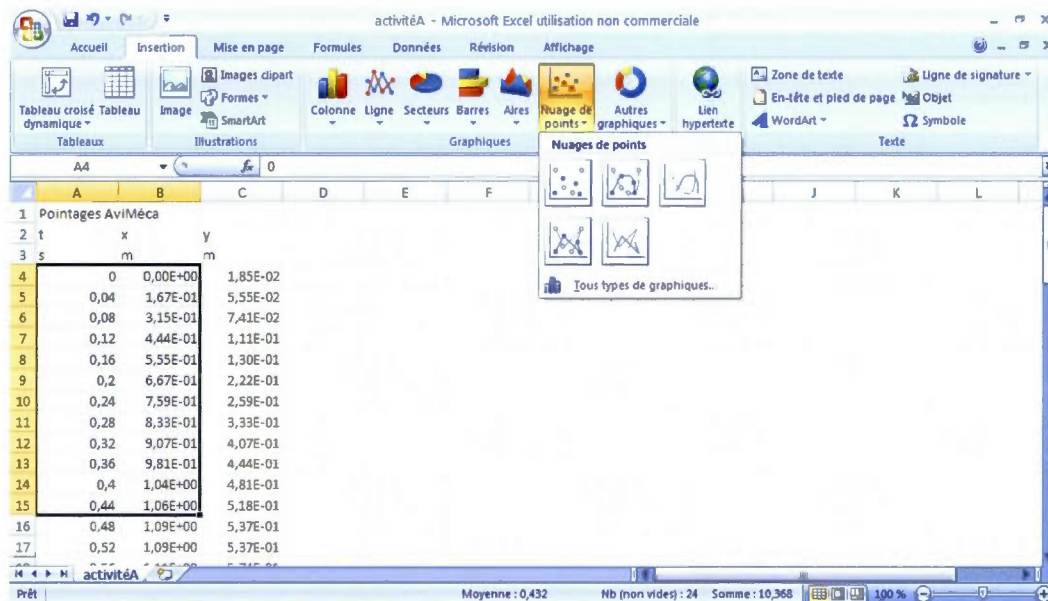 activitéA - Microsoft Excel utilisation non commerciale
Accueil Insertion Mise en page Formules Données Révision Affichage
Tableau croisé dynamique
Tableau
Tableaux
Image
Images clipart
Formes
SmartArt
Illustrations
Colonne Ligne Secteurs Barres Aires
Nuage de points
Autres graphiques
Graphiques
Lien hypertexte
Zone de texte
En-tête et pied de page
WordArt
Ligne de signature
Objet
Symbole
Texte
A4 fx 0
Nuages de points
Tous types de graphiques..
A B C D E F J K L
1 Pointages AviMéca
2 t x y
3 s m m
4 0 0,00E+00 1,85E-02
5 0,04 1,67E-01 5,55E-02
6 0,08 3,15E-01 7,41E-02
7 0,12 4,44E-01 1,11E-01
8 0,16 5,55E-01 1,30E-01
9 0,2 6,67E-01 2,22E-01
10 0,24 7,59E-01 2,59E-01
11 0,28 8,33E-01 3,33E-01
12 0,32 9,07E-01 4,07E-01
13 0,36 9,81E-01 4,44E-01
14 0,4 1,04E+00 4,81E-01
15 0,44 1,06E+00 5,18E-01
16 0,48 1,09E+00 5,37E-01
17 0,52 1,09E+00 5,37E-01
activitéA
Prêt Moyenne : 0,432 Nb (non vides) : 24 Somme : 10,368 100 %